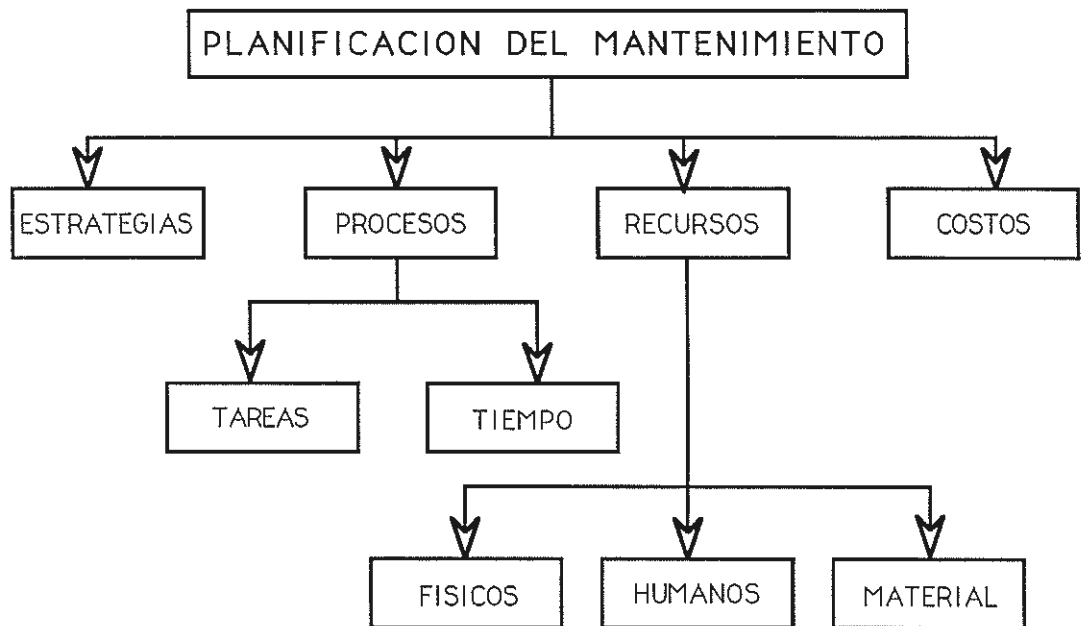 PLANIFICACION DEL MANTENIMIENTO
ESTRATEGIAS
PROCESOS
RECURSOS
COSTOS
TAREAS
TIEMPO
FISICOS
HUMANOS
MATERIAL